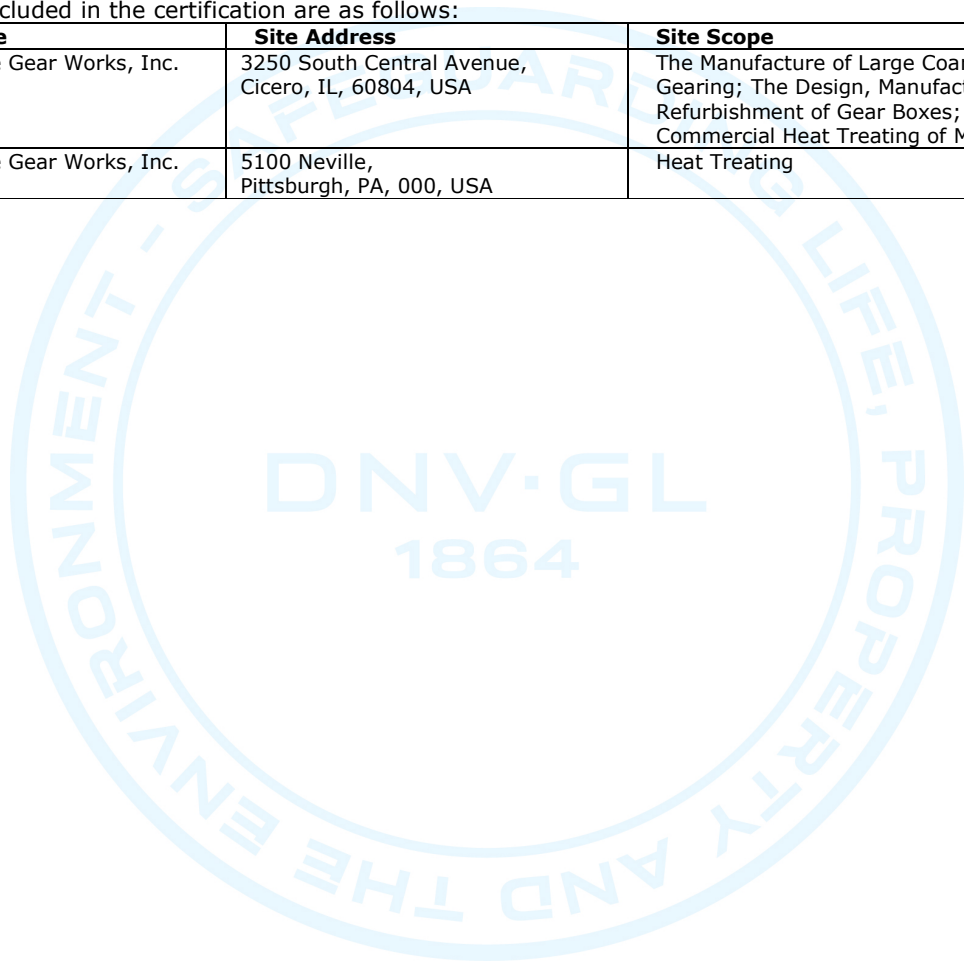 cluded in the certification are as follows:
e Site Address Site Scope
e Gear Works, Inc. 3250 South Central Avenue, The Manufacture of Large Coar
Cicero, IL, 60804, USA Gearing; The Design, Manufact
Refurbishment of Gear Boxes;
Commercial Heat Treating of M
e Gear Works, Inc. 5100 Neville, Heat Treating
Pittsburgh, PA, 000, USA
SAFEGUARDING LIFE, PROPERTY AND THE ENVIRONMENT -
DNV·GL
1864